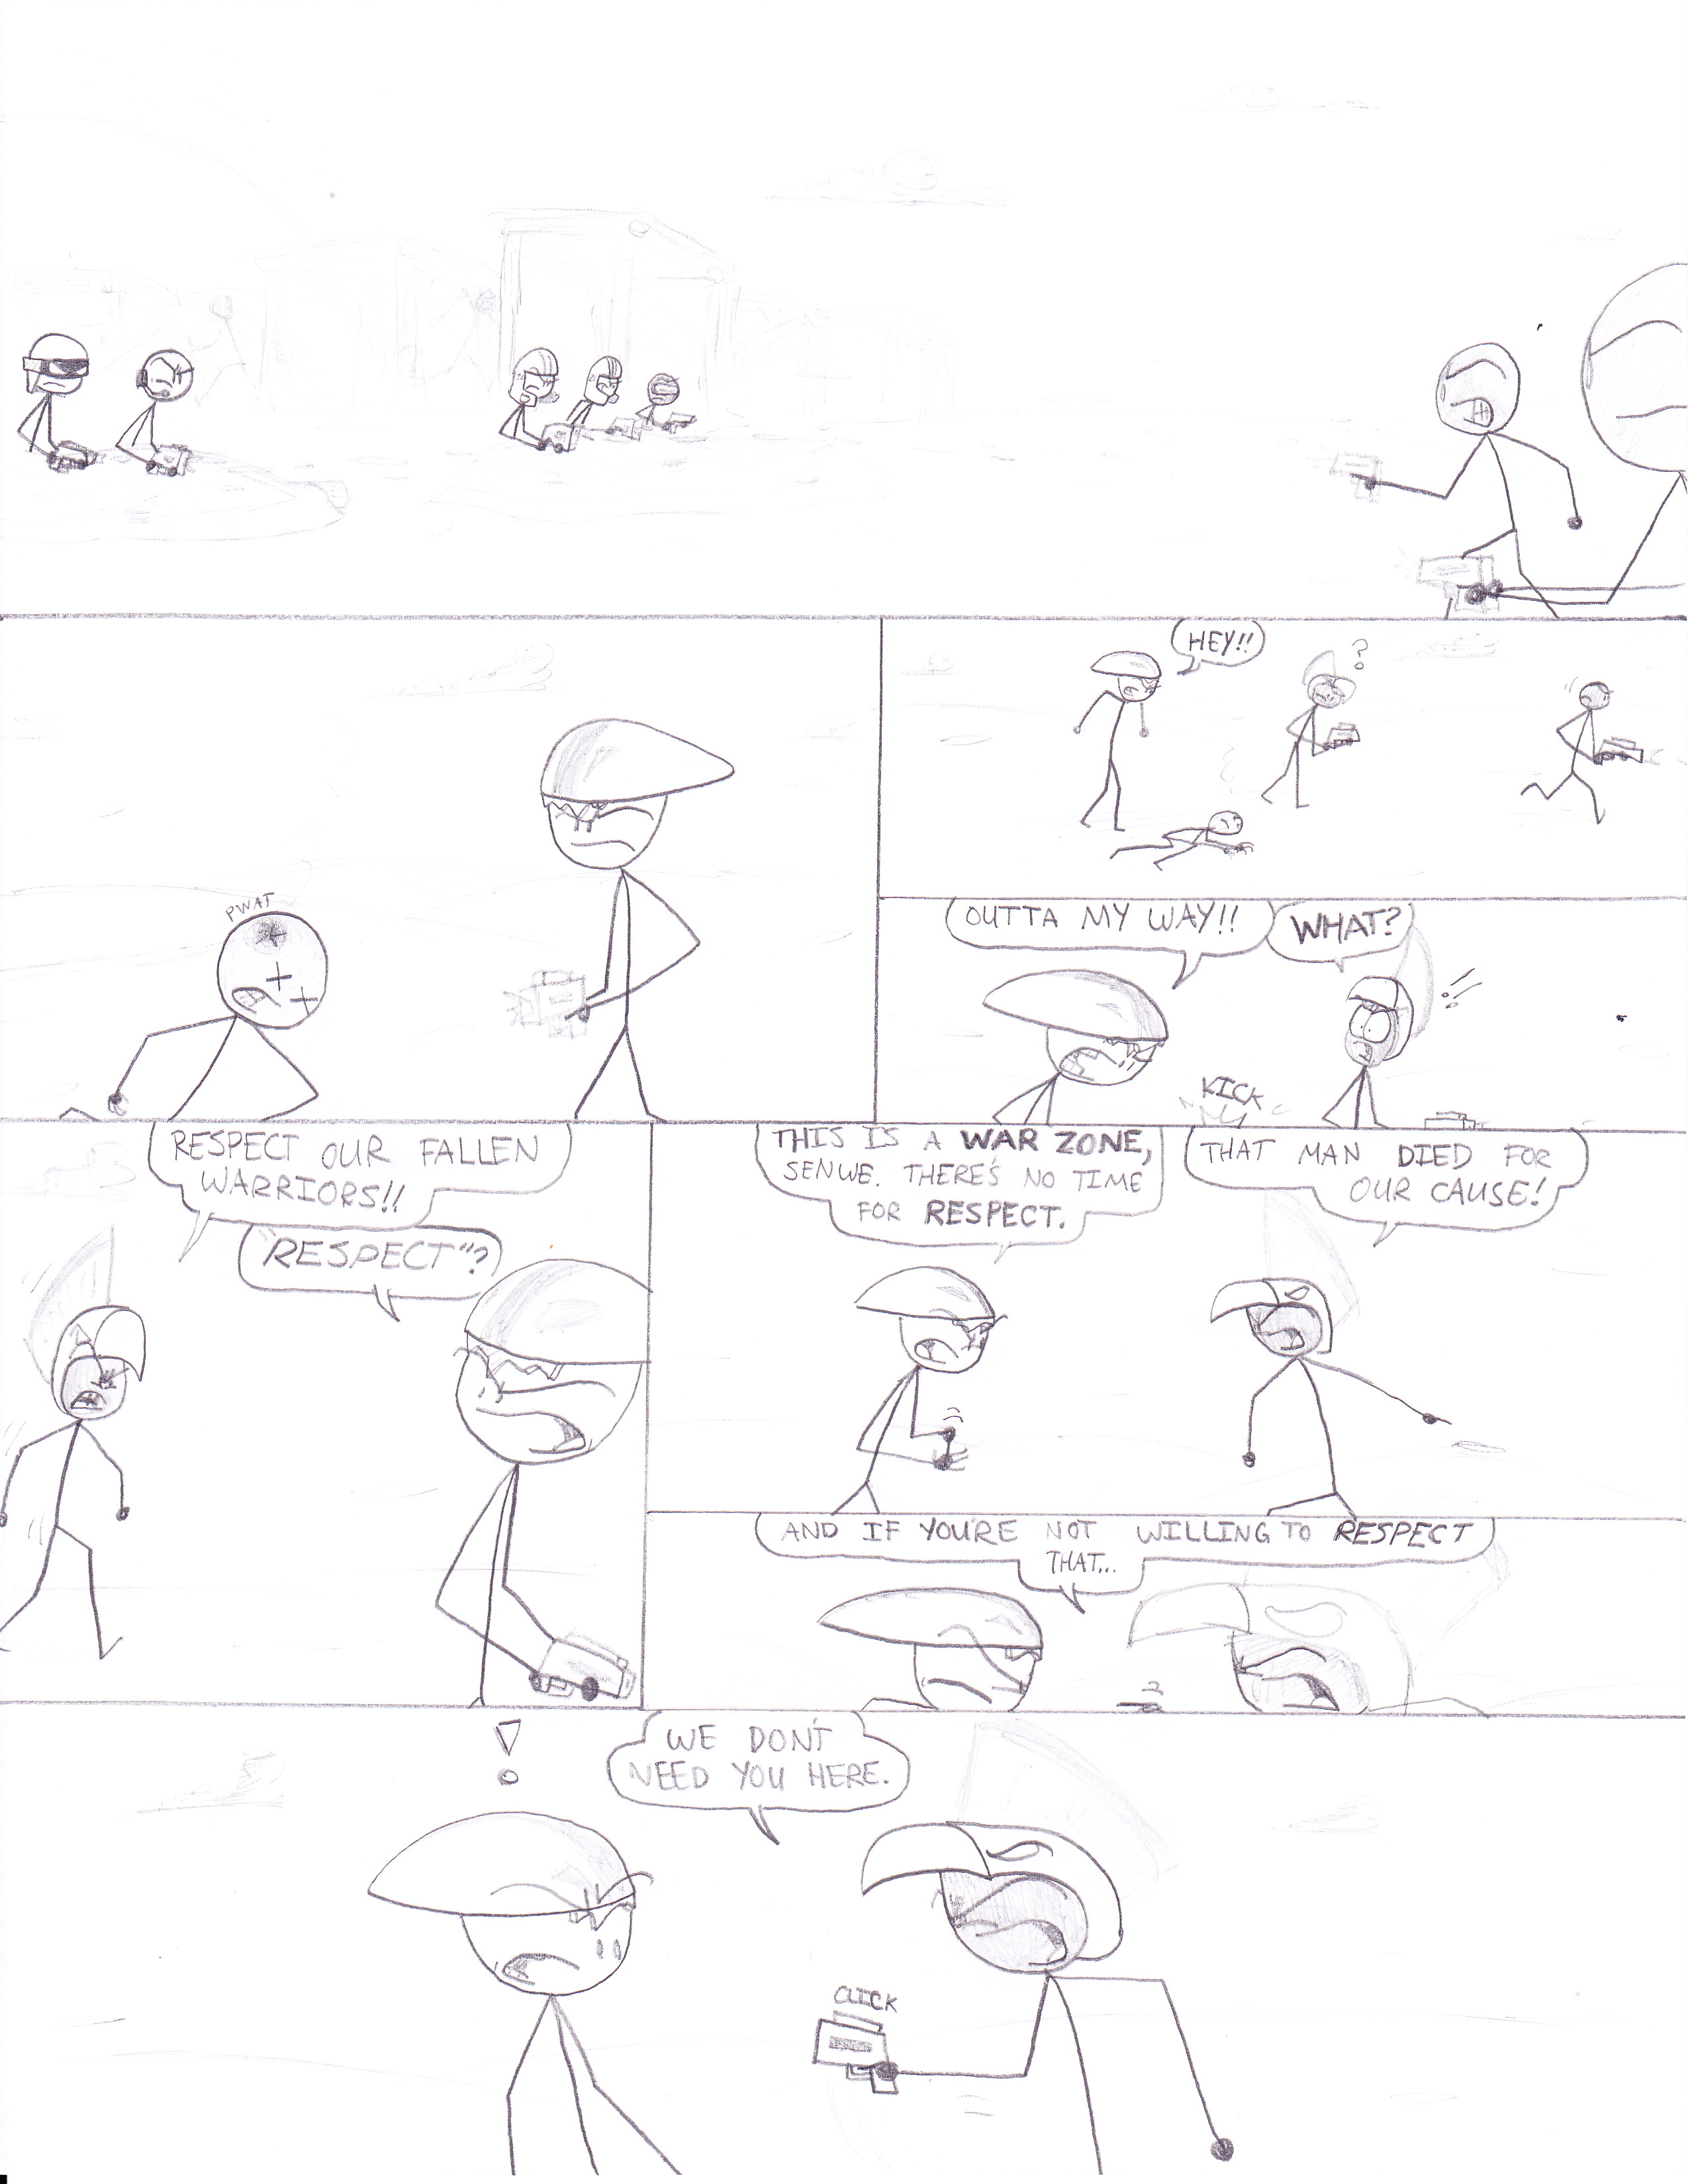 PWAT
HEY!!
?
OUTTA MY WAY!!
WHAT?
KICK
RESPECT OUR FALLEN
WARRIORS!!
"RESPECT"?
THIS IS A WAR ZONE,
SENWE. THERE'S NO TIME
FOR RESPECT.
THAT MAN DIED FOR
OUR CAUSE!
AND IF YOU'RE NOT WILLING TO RESPECT
THAT...
!
WE DON'T
NEED YOU HERE.
CLICK